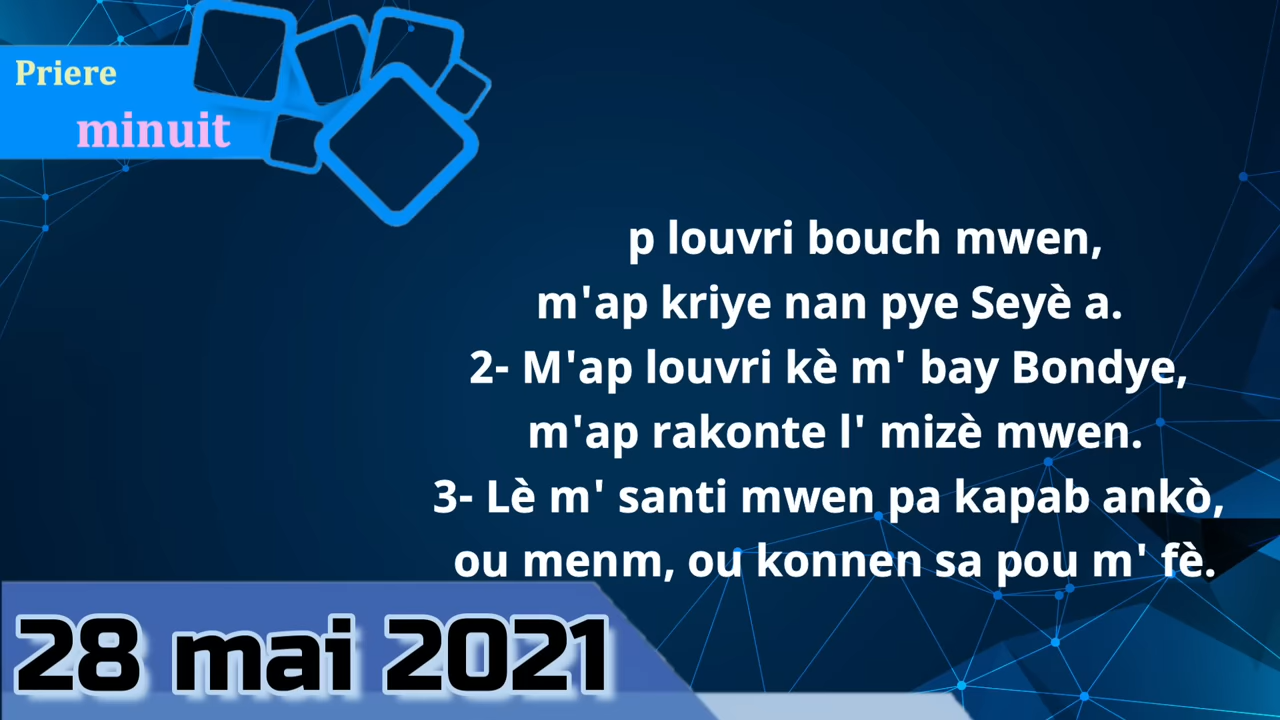 Priere
minuit
p louvri bouch mwen,
m'ap kriye nan pye Seyè a.
2- M'ap louvri kè m' bay Bondye,
m'ap rakonte l' mizè mwen.
3- Lè m' santi mwen pa kapab ankò,
ou menm, ou konnen sa pou m' fè.
28 mai 2021